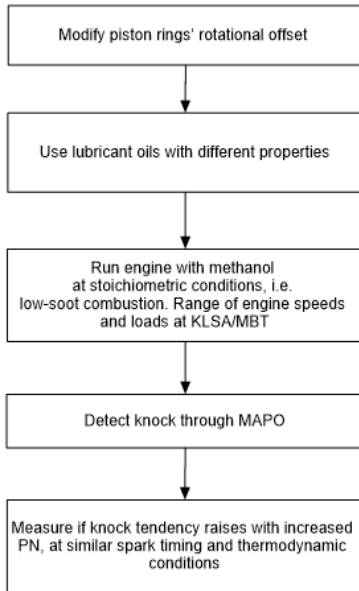 Modify piston rings' rotational offset
Use lubricant oils with different properties
Run engine with methanol
at stoichiometric conditions, i.e.
low-soot combustion. Range of engine speeds
and loads at KLSA/MBT
Detect knock through MAPO
Measure if knock tendency raises with increased
PN, at similar spark timing and thermodynamic
conditions